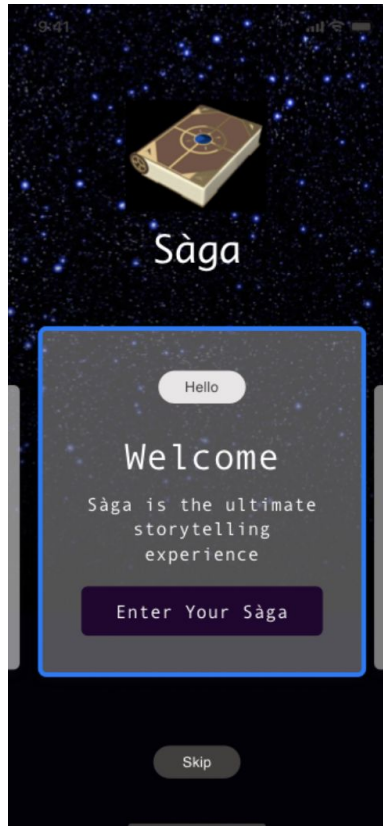 9:41
Sàga
Hello
Welcome
Sàga is the ultimate
storytelling
experience
Enter Your Sàga
Skip